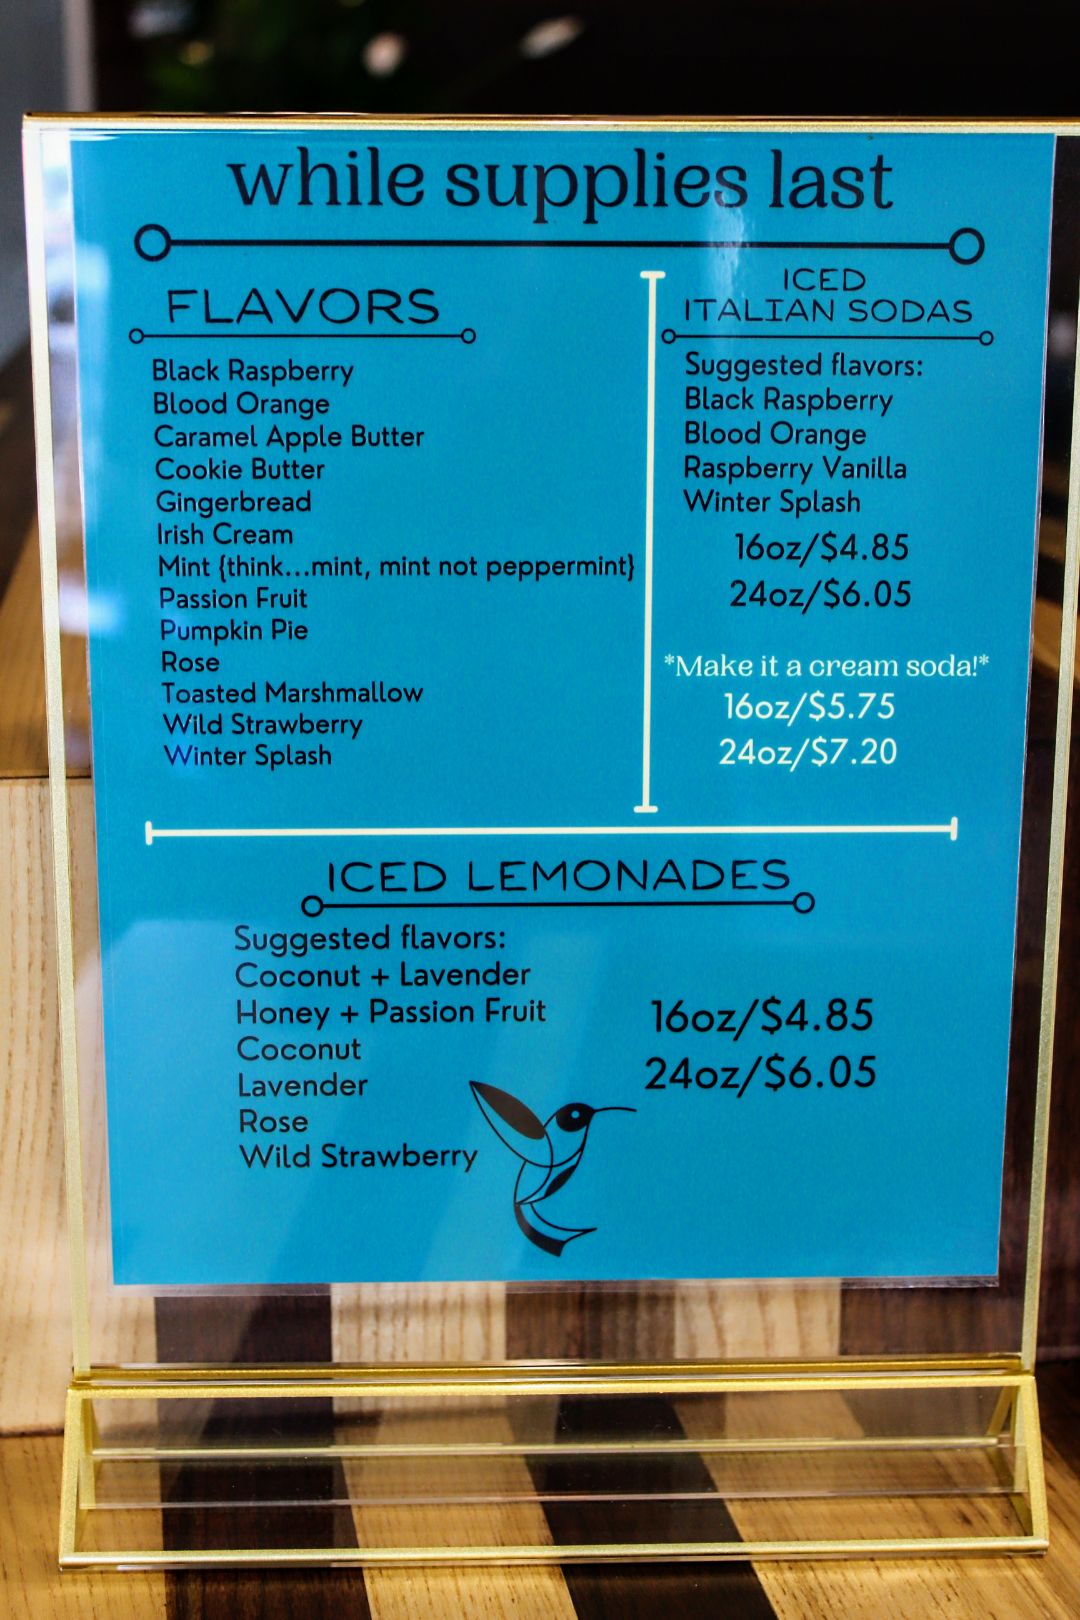 while supplies last
FLAVORS
Black Raspberry
Blood Orange
Caramel Apple Butter
Cookie Butter
Gingerbread
Irish Cream
Mint {think...mint, mint not peppermint}
Passion Fruit
Pumpkin Pie
Rose
Toasted Marshmallow
Wild Strawberry
Winter Splash
ICED
ITALIAN SODAS
Suggested flavors:
Black Raspberry
Blood Orange
Raspberry Vanilla
Winter Splash
16oz/$4.85
24oz/$6.05
*Make it a cream soda!*
16oz/$5.75
24oz/$7.20
ICED LEMONADES
Suggested flavors:
Coconut + Lavender
Honey + Passion Fruit
Coconut
Lavender
Rose
Wild Strawberry
16oz/$4.85
24oz/$6.05